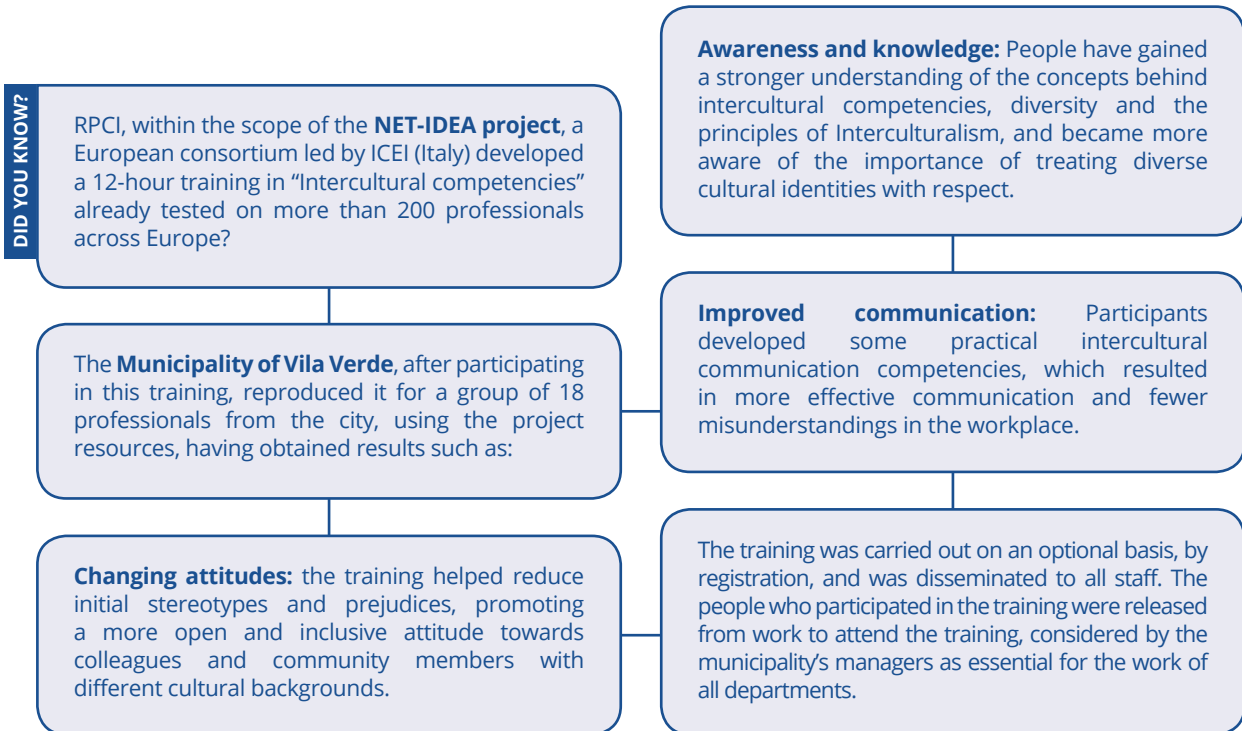 DID YOU KNOW?
RPCI, within the scope of the NET-IDEA project, a
European consortium led by ICEI (Italy) developed
a 12-hour training in “Intercultural competencies”
already tested on more than 200 professionals
across Europe?
The Municipality of Vila Verde, after participating
in this training, reproduced it for a group of 18
professionals from the city, using the project
resources, having obtained results such as:
Changing attitudes: the training helped reduce
initial stereotypes and prejudices, promoting
a more open and inclusive attitude towards
colleagues and community members with
different cultural backgrounds.
Awareness and knowledge: People have gained
a stronger understanding of the concepts behind
intercultural competencies, diversity and the
principles of Interculturalism, and became more
aware of the importance of treating diverse
cultural identities with respect.
Improved communication: Participants
developed some practical intercultural
communication competencies, which resulted
in more effective communication and fewer
misunderstandings in the workplace.
The training was carried out on an optional basis, by
registration, and was disseminated to all staff. The
people who participated in the training were released
from work to attend the training, considered by the
municipality’s managers as essential for the work of
all departments.